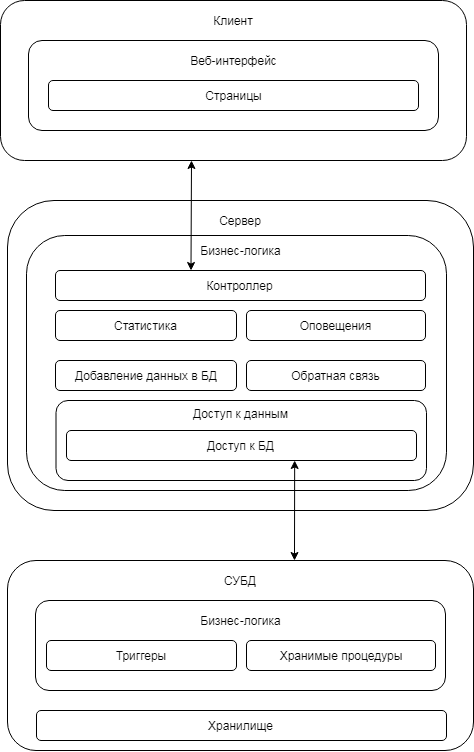 Клиент
Веб-интерфейс
Страницы
Сервер
Бизнес-логика
Контроллер
Статистика
Оповещения
Добавление данных в БД
Обратная связь
Доступ к данным
Доступ к БД
СУБД
Бизнес-логика
Триггеры
Хранимые процедуры
Хранилище